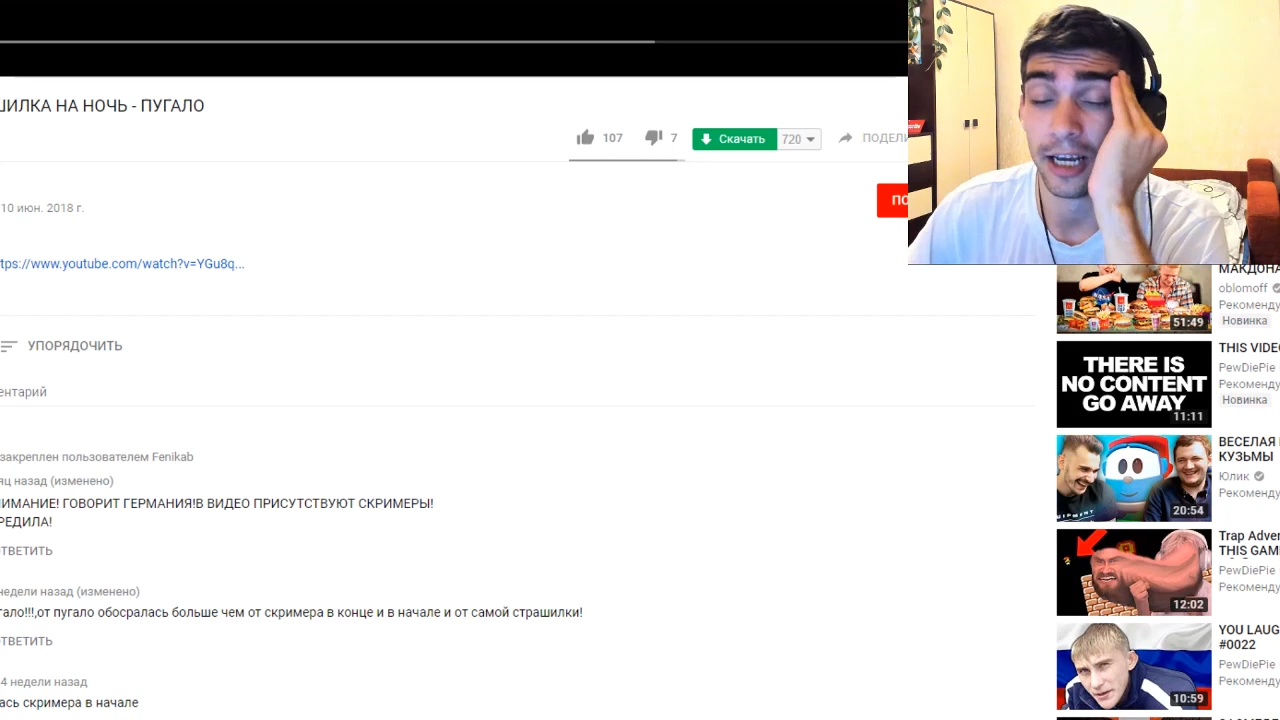 ШИЛКА НА НОЧЬ - ПУГАЛО
107
7
Скачать
720
ПОДЕЛИ
10 июн. 2018 г.
ПО
tps://www.youtube.com/watch?v=YGu8q...
УПОРЯДОЧИТЬ
ентарий
закреплен пользователем Fenikab
яц назад (изменено)
НИМАНИЕ! ГОВОРИТ ГЕРМАНИЯ!В ВИДЕО ПРИСУТСТВУЮТ СКРИМЕРЫ!
РЕДИЛА!
ТВЕТИТЬ
недели назад (изменено)
гало!!!,от пугало обосралась больше чем от скримера в конце и в начале и от самой страшилки!
ТВЕТИТЬ
4 недели назад
ась скримера в начале
МАКДОНА
oblomoff
Рекоменду
Новинка
51:49
THERE IS
NO CONTENT
GO AWAY
11:11
THIS VIDEO
PewDiePie
Рекоменду
Новинка
20:54
ВЕСЕЛАЯ
КУЗЬМЫ
Юлик
Рекоменду
12:02
Trap Adver
THIS GAM
PewDiePie
Рекоменду
10:59
YOU LAUG
#0022
PewDiePie
Рекоменду